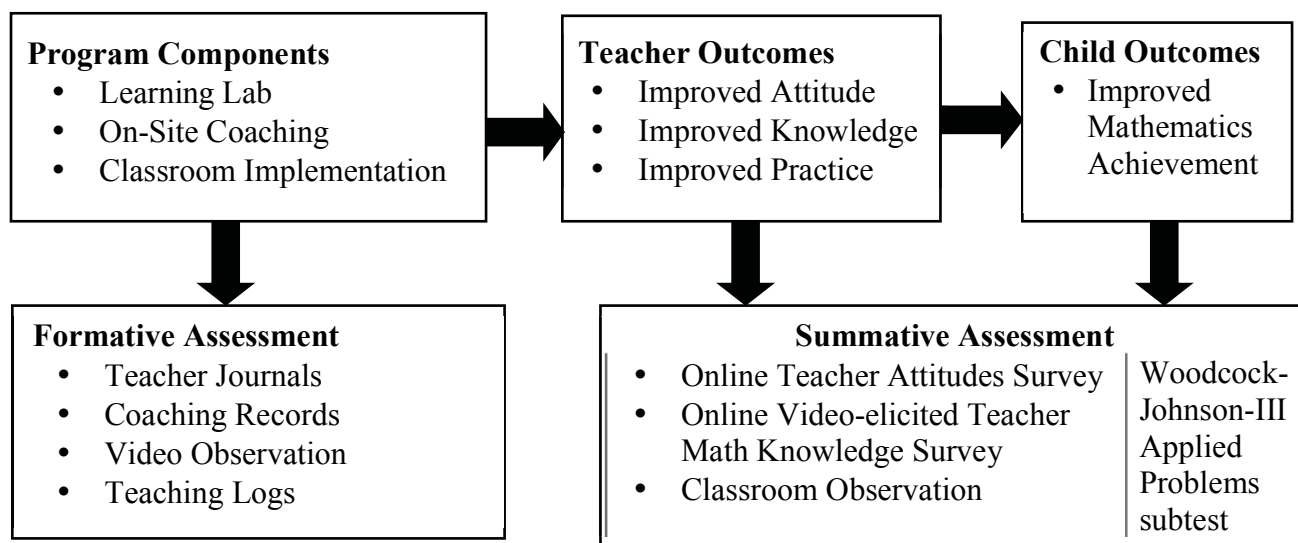 Program Components
• Learning Lab
• On-Site Coaching
• Classroom Implementation
Teacher Outcomes
• Improved Attitude
• Improved Knowledge
• Improved Practice
Child Outcomes
• Improved
Mathematics
Achievement
Formative Assessment
• Teacher Journals
• Coaching Records
• Video Observation
• Teaching Logs
Summative Assessment
• Online Teacher Attitudes Survey
• Online Video-elicited Teacher
Math Knowledge Survey
• Classroom Observation
Woodcock-
Johnson-III
Applied
Problems
subtest